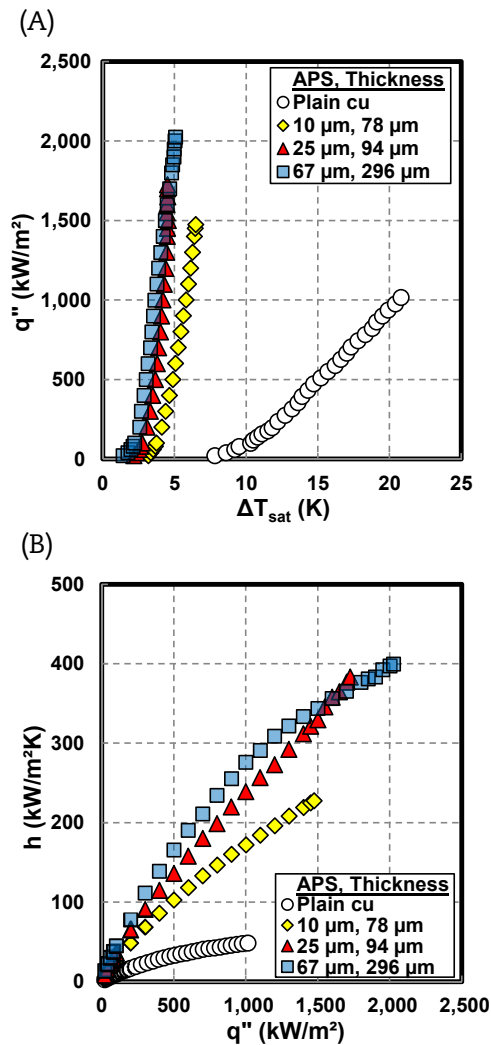 (A)
2,500
2,000
1,500
1,000
500
0
q" (kW/m²)
0 5 10 15 20 25
ΔTsat (K)
APS, Thickness
Plain cu
10 µm, 78 µm
25 µm, 94 µm
67 µm, 296 µm
(B)
500
400
300
200
100
0
h (kW/m²K)
0 500 1,000 1,500 2,000 2,500
q" (kW/m²)
APS, Thickness
Plain cu
10 µm, 78 µm
25 µm, 94 µm
67 µm, 296 µm